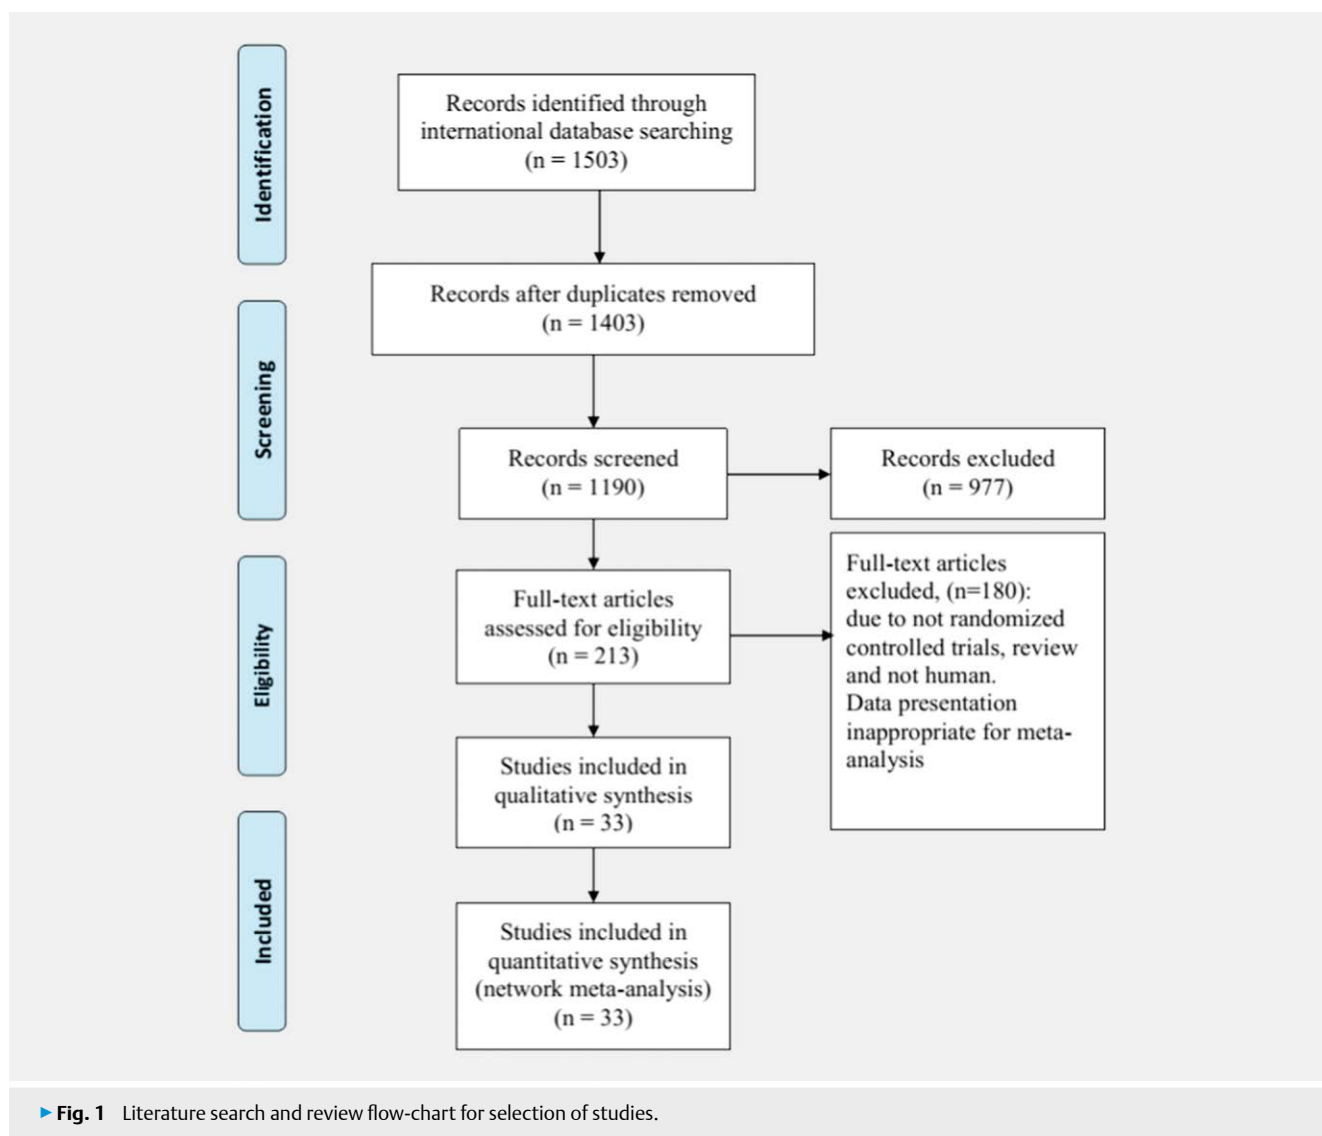 Identification
Records identified through
international database searching
(n = 1503)
Records after duplicates removed
(n = 1403)
Screening
Records screened
(n = 1190)
Records excluded
(n = 977)
Eligibility
Full-text articles
assessed for eligibility
(n = 213)
Full-text articles
excluded, (n=180):
due to not randomized
controlled trials, review
and not human.
Data presentation
inappropriate for meta-
analysis
Studies included in
qualitative synthesis
(n = 33)
Included
Studies included in
quantitative synthesis
(network meta-analysis)
(n = 33)
▶ Fig. 1 Literature search and review flow-chart for selection of studies.